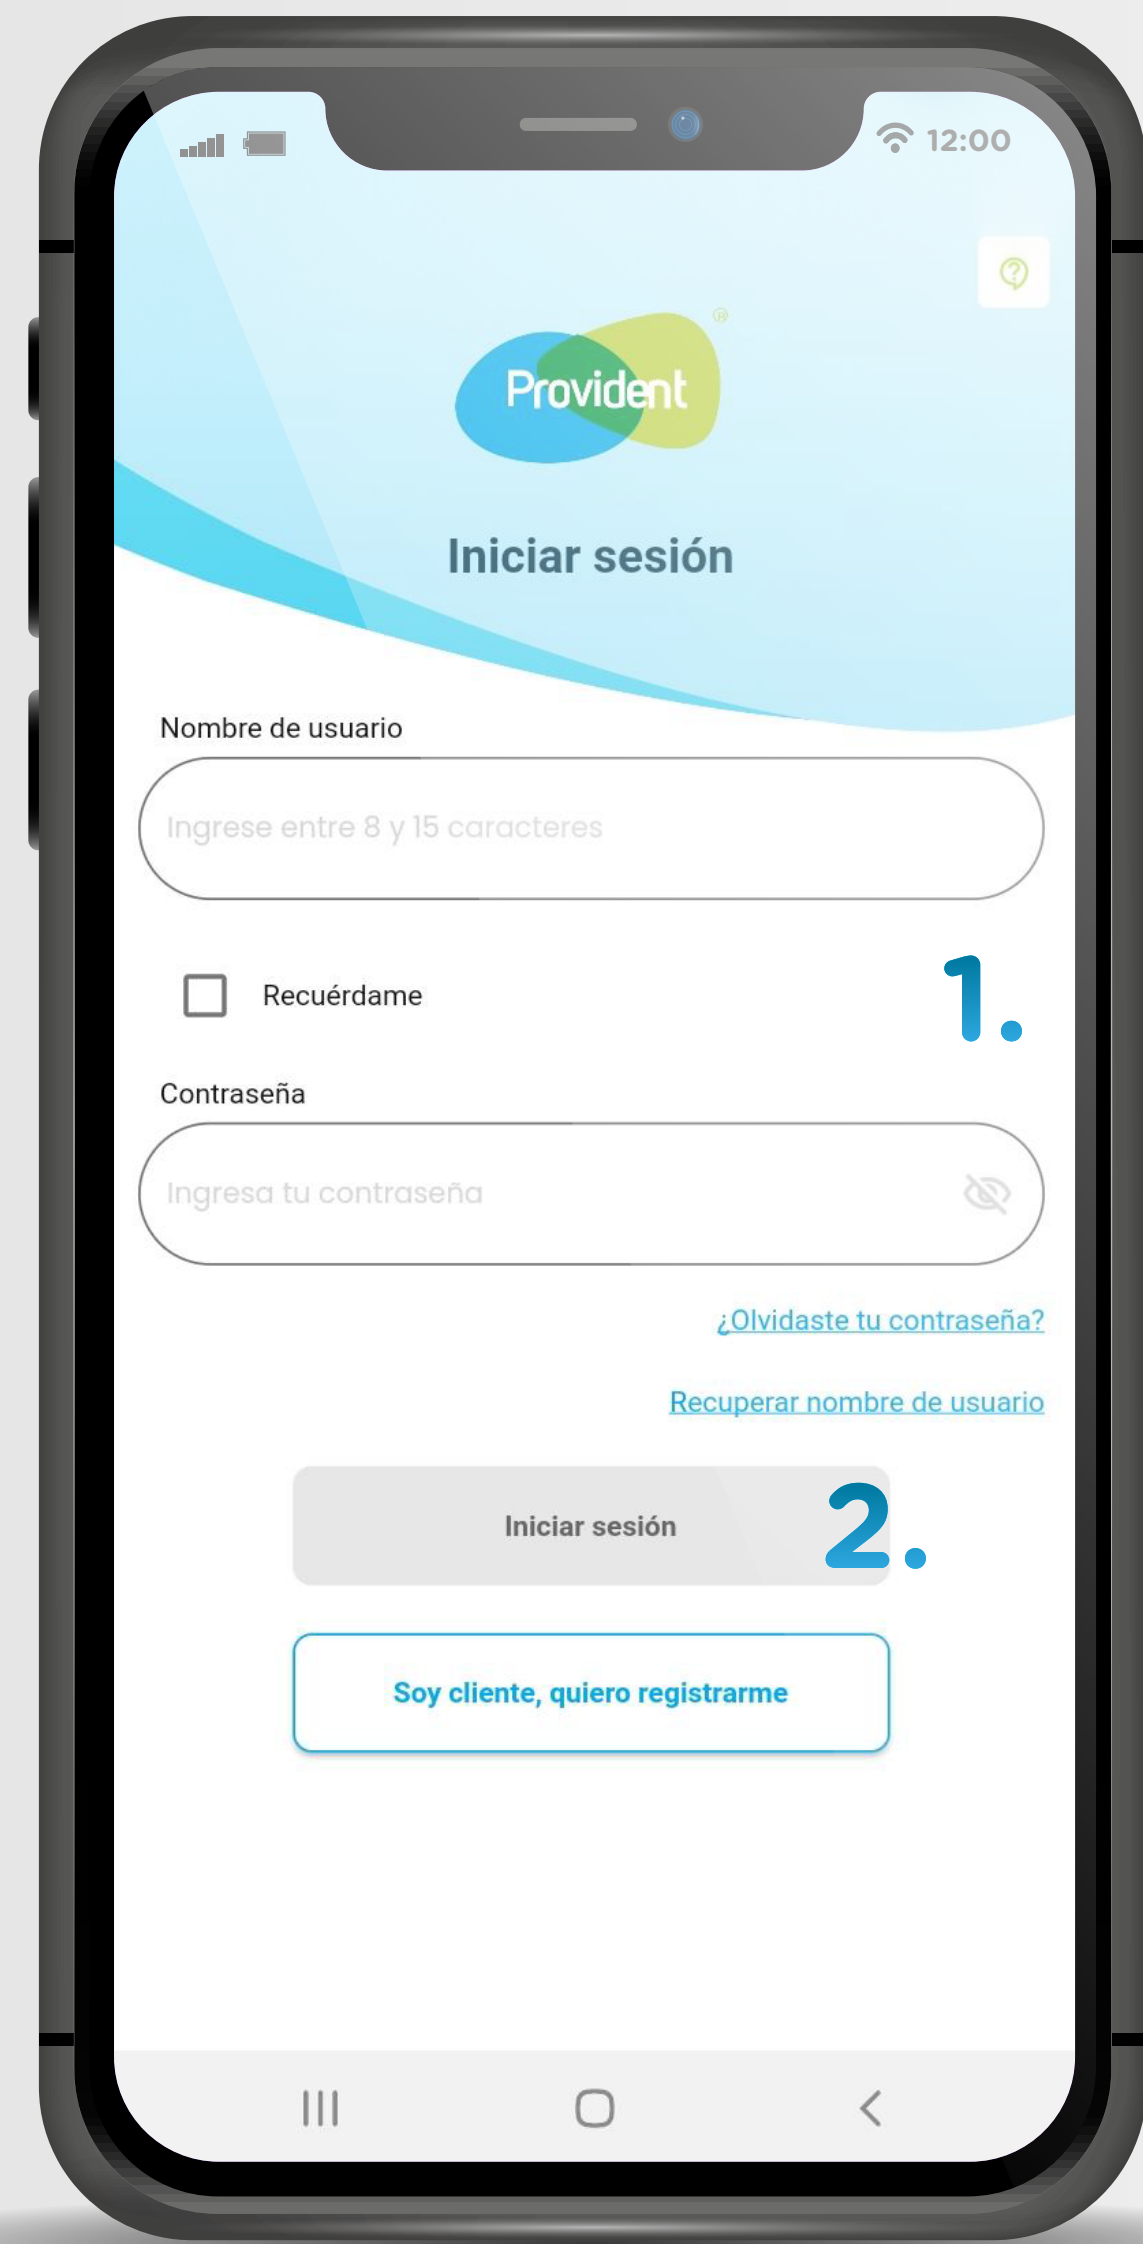 12:00
®
Provident
Iniciar sesión
Nombre de usuario
Ingrese entre 8 y 15 caracteres
Recuérdame
1.
Contraseña
Ingresa tu contraseña
¿Olvidaste tu contraseña?
Recuperar nombre de usuario
Iniciar sesión
2.
Soy cliente, quiero registrarme